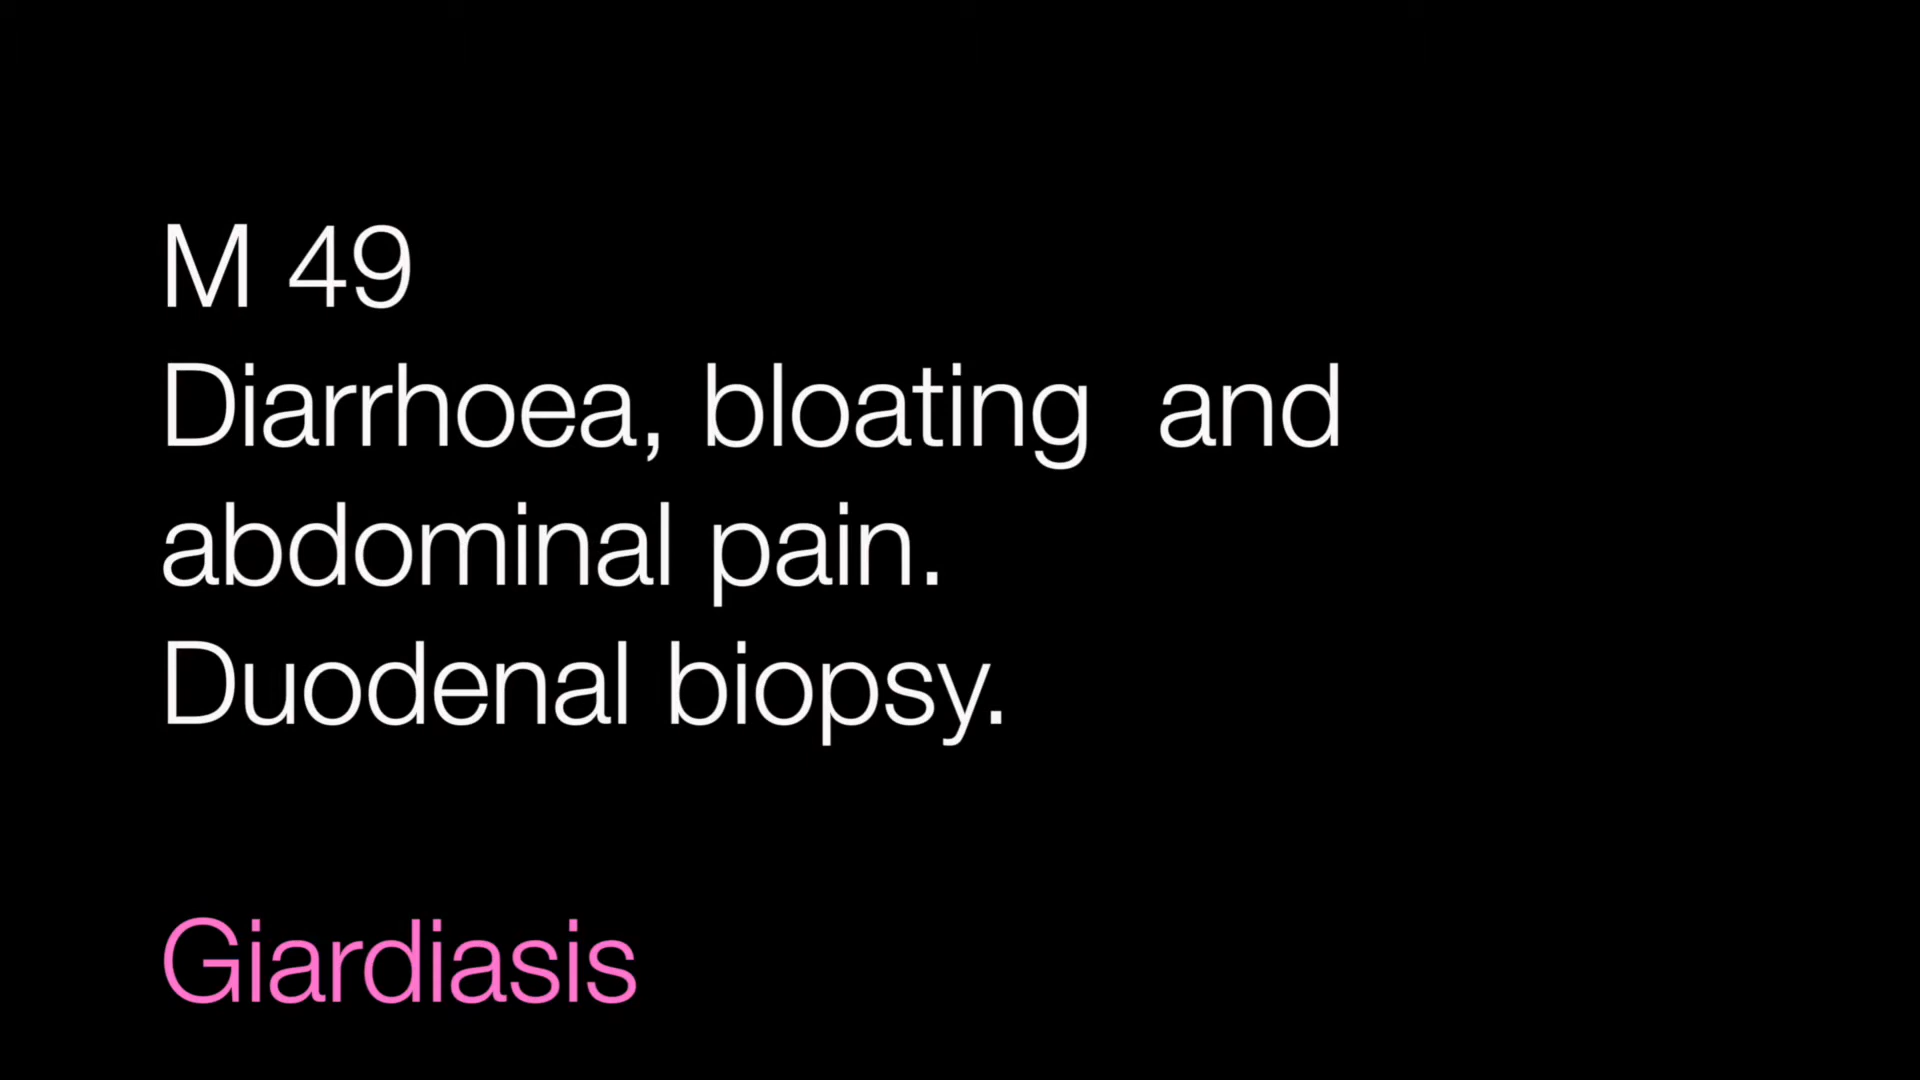 M 49
Diarrhoea, bloating  and
abdominal pain.
Duodenal biopsy.
Giardiasis